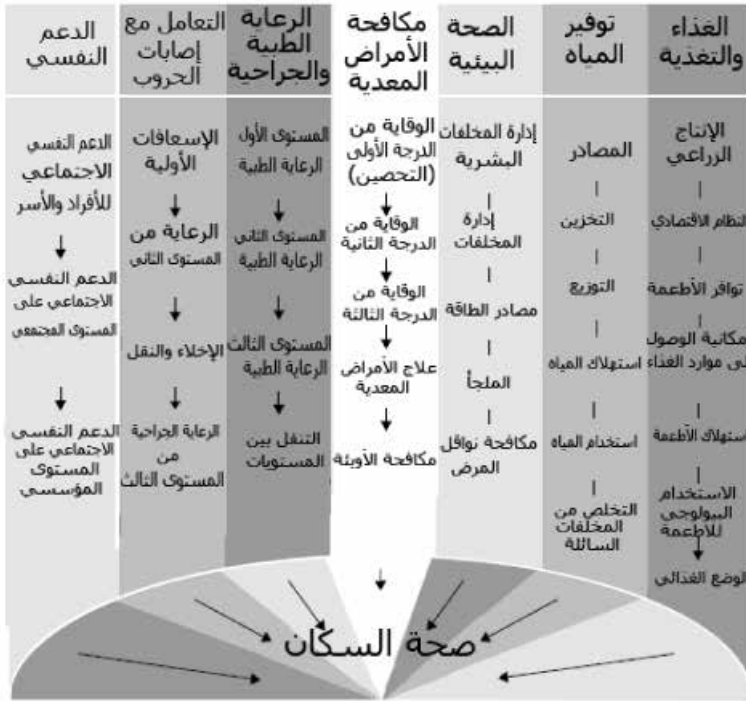 الغذاء
والتغذية
الإنتاج
الزراعي
النظام الاقتصادي
توافر الأطعمة
مكانية الوصول
لى موارد الغذاء
استهلاك الأطعمة
الاستخدام
البيولوجي
للاطعمة
الوضع الغذائي
توفير
المياه
المصادر
التخزين
التوزيع
استهلاك المياه
استخدام المياه
التخلص من
المخلفات
السائلة
الصحة
البيئية
إدارة المخلفات
البشرية
إدارة
المخلفات
مصادر الطاقة
الملجأ
مكافحة نواقل
المرض
مكافحة
الأمراض
المعدية
الوقاية من
الدرجة الأولى
(التحصين)
الوقاية من
الدرجة الثانية
الوقاية من
الدرجة الثالثة
علاج الأمراض
المعدية
مكافحة الأوبئة
الرعاية
الطبية
والجراحية
المستوى الأول
الرعاية الطبية
المستوى الثاني
الرعاية الطبية
المستوى الثالث
الرعاية الطبية
التنقل بين
المستويات
التعامل مع
إصابات
الحروب
الإسعافات
الأولية
الرعاية من
المستوى الثاني
الإخلاء والنقل
الرعاية الجراحية
من
المستوى الثالث
الدعم
النفسي
الدعم النفسي
الاجتماعي
للأفراد والأسر
الدعم النفسي
الاجتماعي على
المستوى المجتمعي
الدعم النفسي
الاجتماعي على
المستوى
المؤسسي
صحة السكان